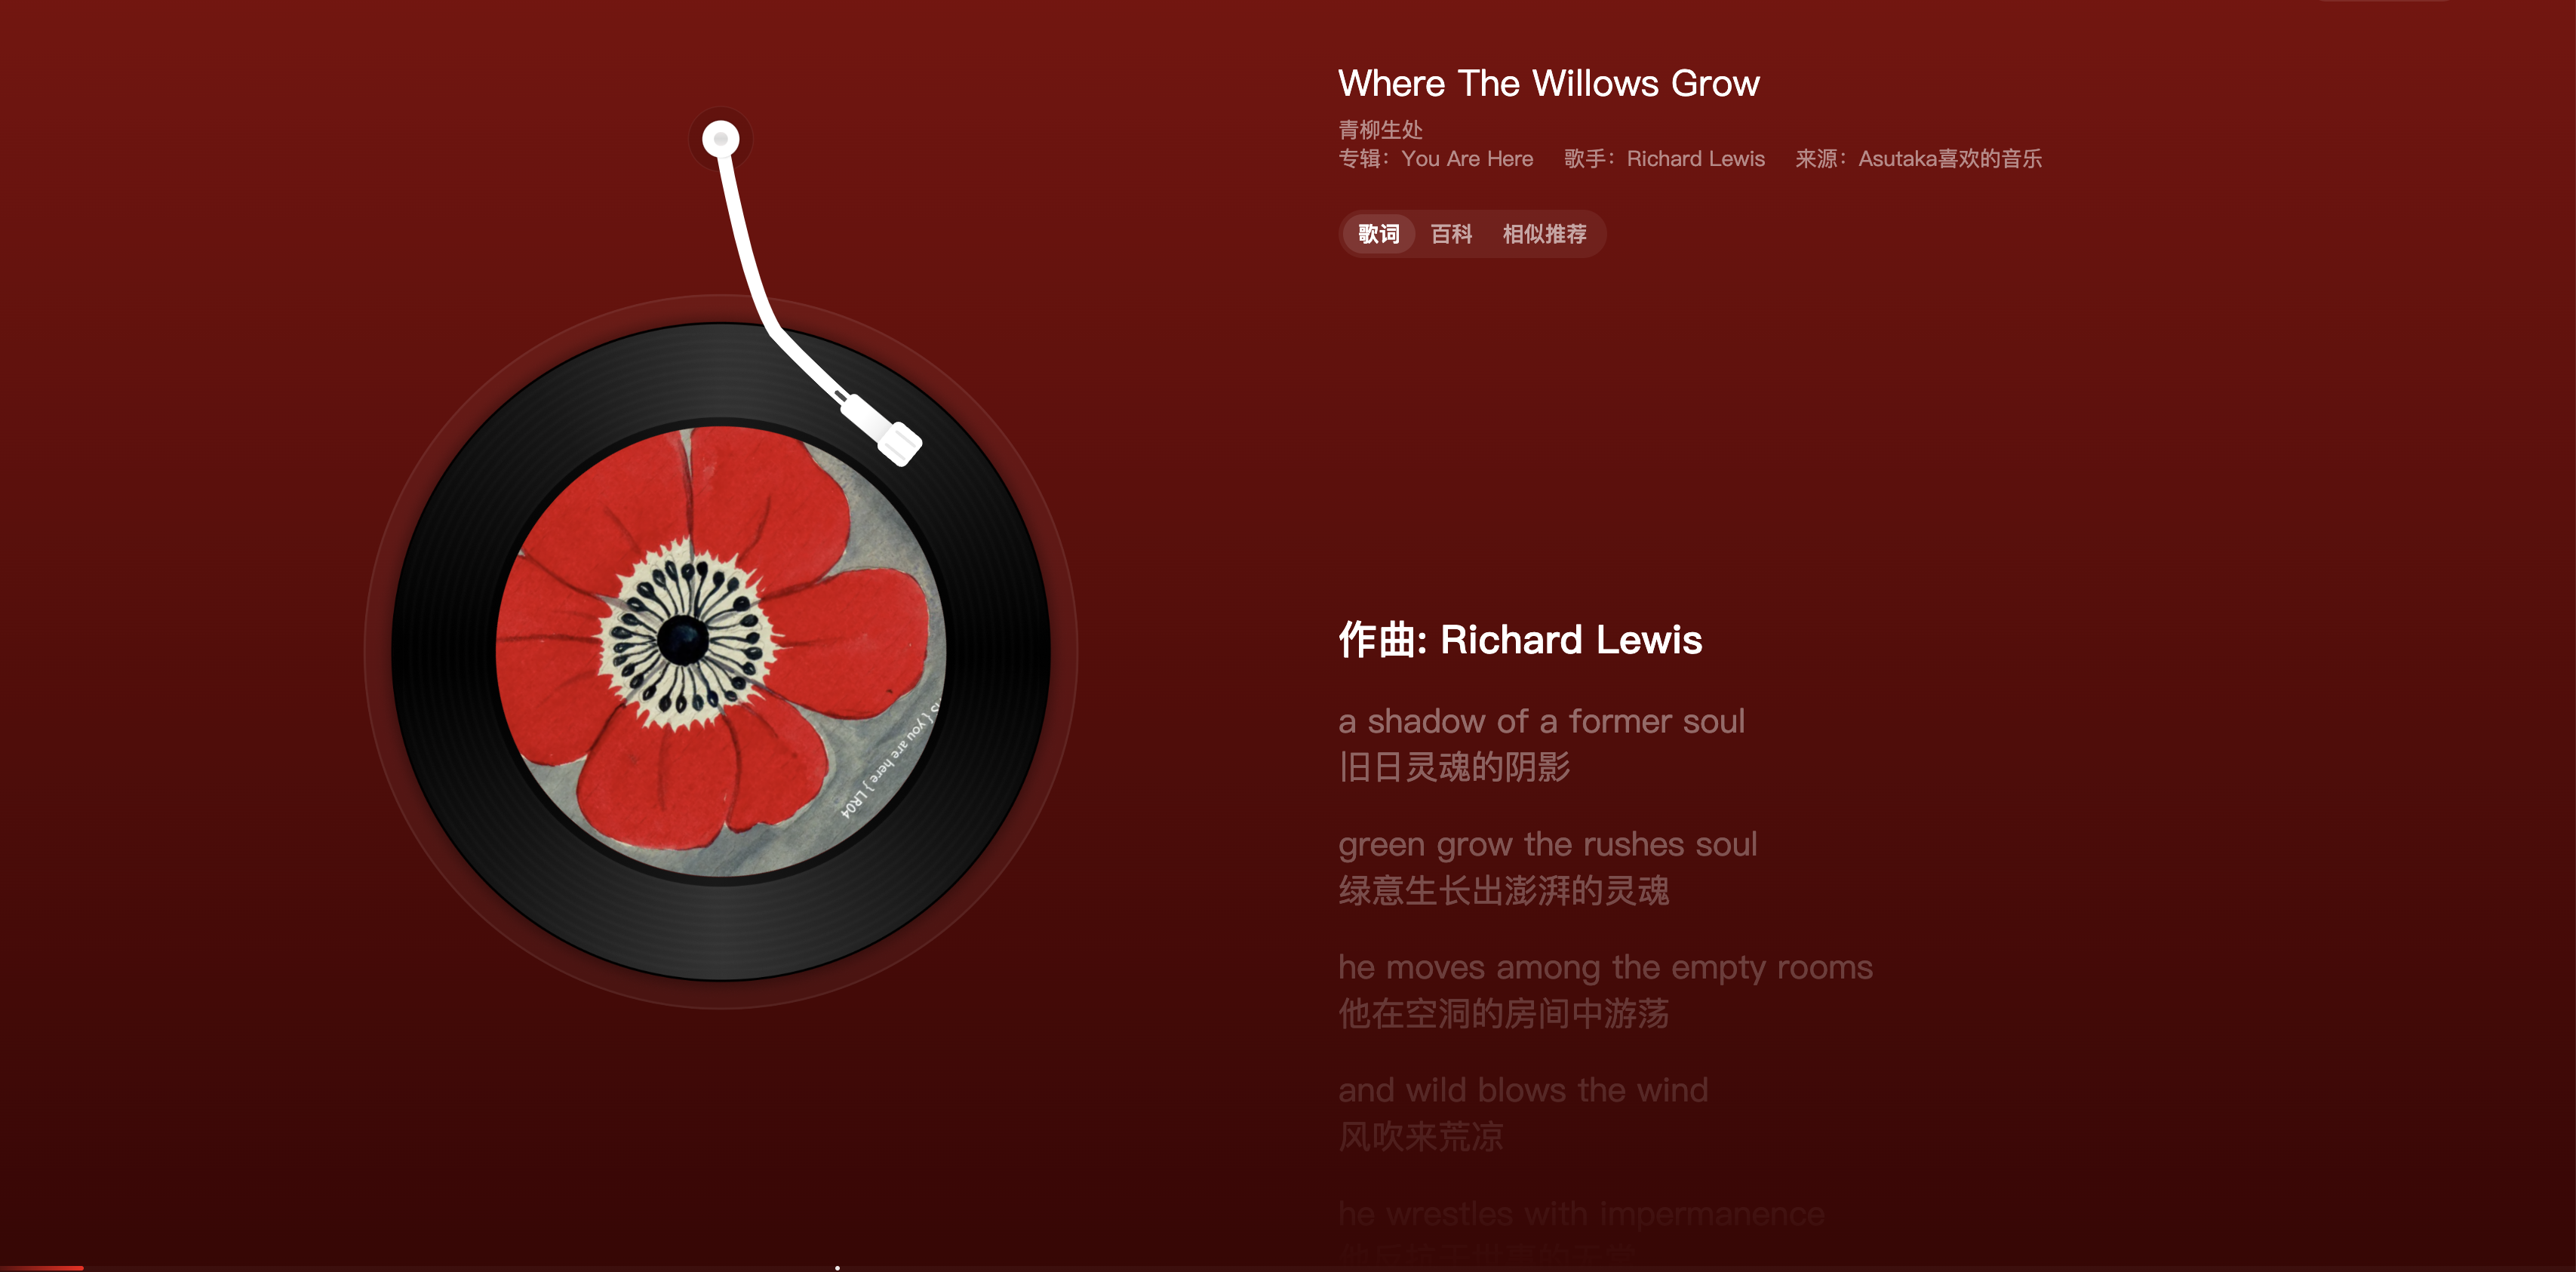 Where The Willows Grow
青柳生处
专辑：You Are Here 歌手：Richard Lewis 来源：Asutaka喜欢的音乐
歌词 百科 相似推荐
you are here } LR04
作曲: Richard Lewis
a shadow of a former soul
旧日灵魂的阴影
green grow the rushes soul
绿意生长出澎湃的灵魂
he moves among the empty rooms
他在空洞的房间中游荡
and wild blows the wind
风吹来荒凉
he wrestles with impermanence